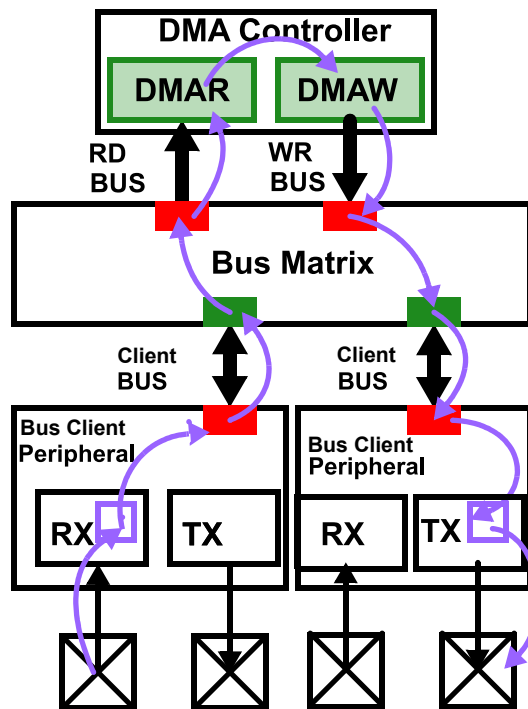 DMA Controller
DMAR
DMAW
RD
BUS
WR
BUS
Bus Matrix
Client
BUS
Client
BUS
Bus Client
Peripheral
Bus Client
Peripheral
RX
TX
RX
TX